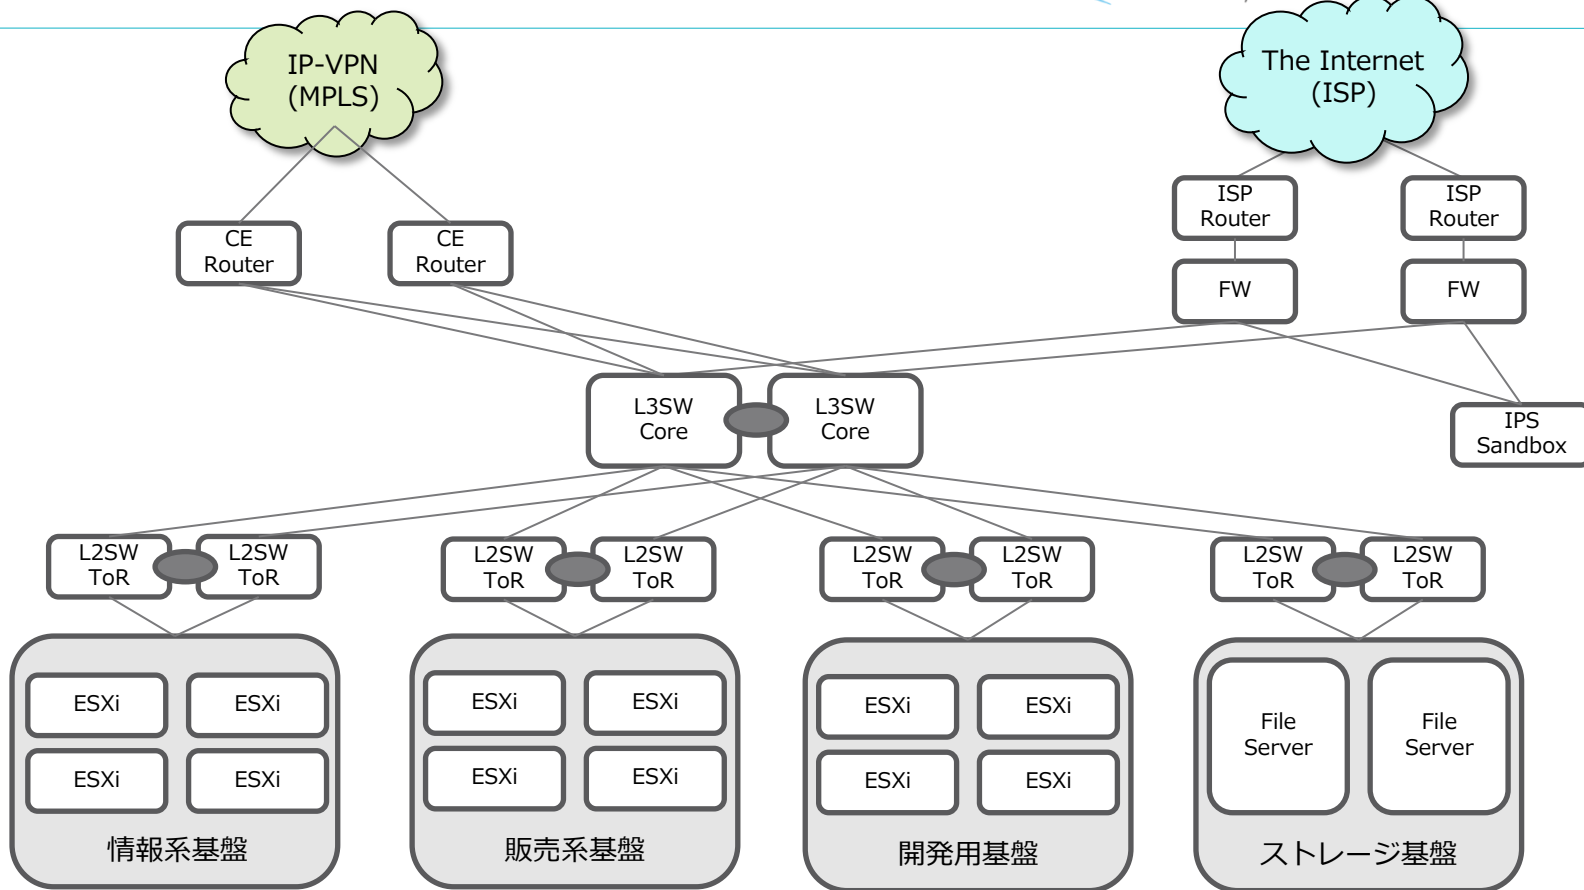 IP-VPN
(MPLS)
The Internet
(ISP)
ISP
Router
ISP
Router
CE
Router
CE
Router
FW
FW
L3SW
Core
L3SW
Core
IPS
Sandbox
L2SW
ToR
L2SW
ToR
L2SW
ToR
L2SW
ToR
L2SW
ToR
L2SW
ToR
L2SW
ToR
L2SW
ToR
ESXi
ESXi
ESXi
ESXi
情報系基盤
ESXi
ESXi
ESXi
ESXi
販売系基盤
ESXi
ESXi
ESXi
ESXi
開発用基盤
File
Server
File
Server
ストレージ基盤